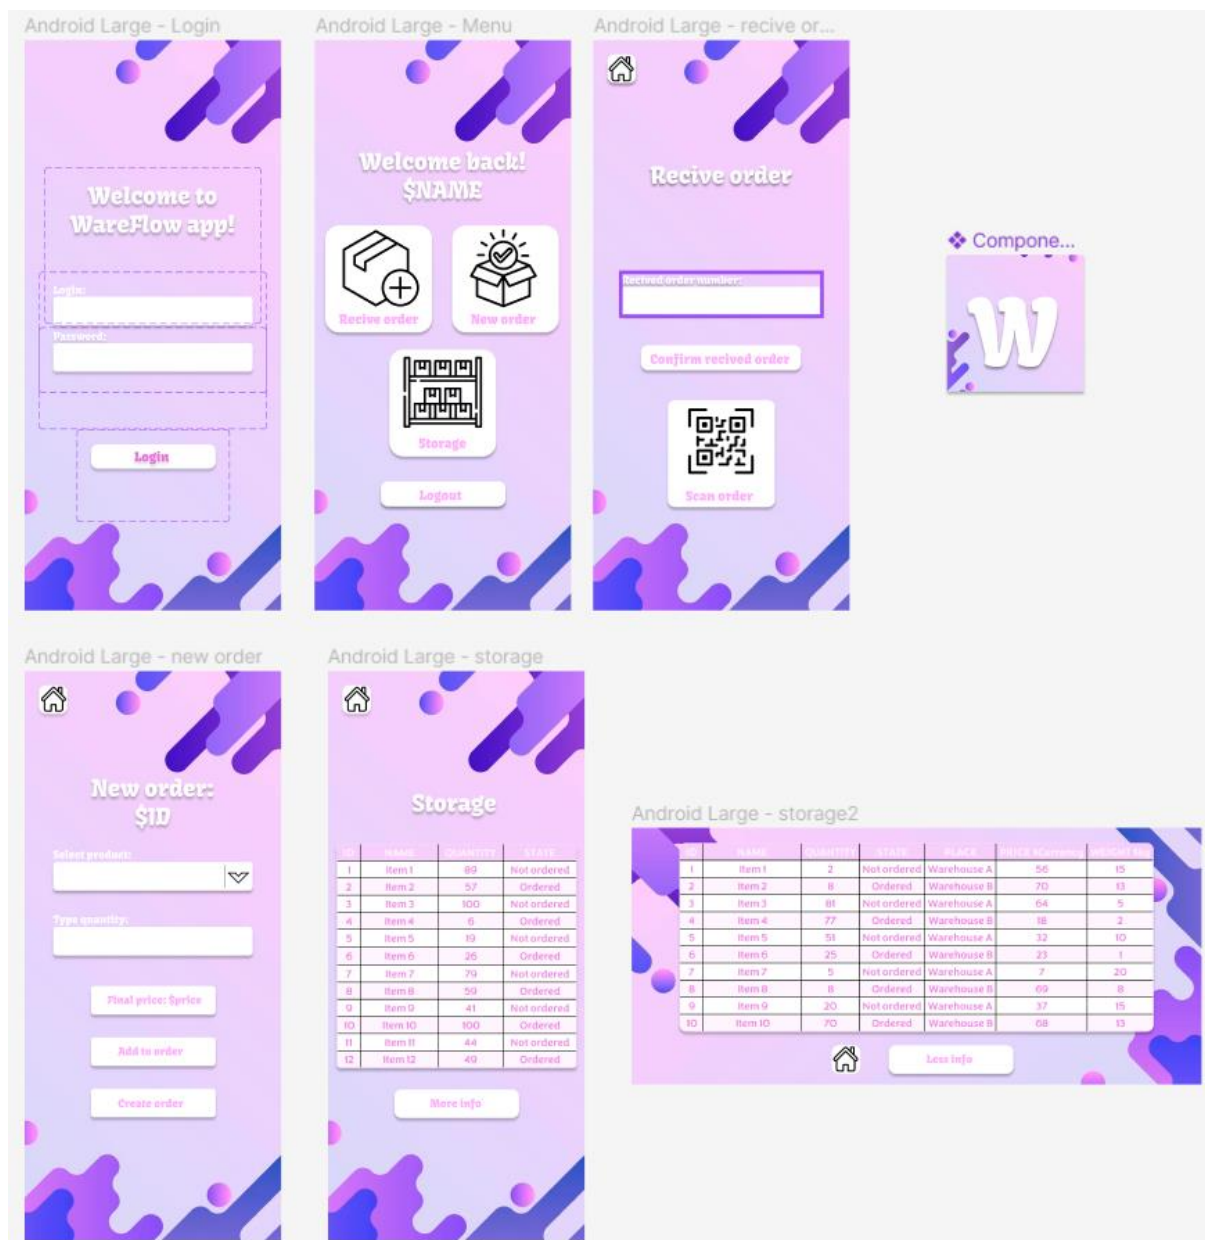 Android Large - Login
Android Large - Menu
Android Large - recive or...
Welcome to
WareFlow app!
Login:
Password:
Login
Welcome back!
$NAME
Recive order
New order
Storage
Logout
Recive order
Recived order number:
Confirm recived order
Scan order
Compone...
W
Android Large - new order
New order:
$ID
Select product:
Type quantity:
Final price: $price
Add to order
Create order
Android Large - storage
Storage
ID NAME QUANTITY STATE
1 Item 1 89 Not ordered
2 Item 2 57 Ordered
3 Item 3 100 Not ordered
4 Item 4 6 Ordered
5 Item 5 19 Not ordered
6 Item 6 26 Ordered
7 Item 7 79 Not ordered
8 Item 8 59 Ordered
9 Item 9 41 Not ordered
10 Item 10 100 Ordered
11 Item 11 44 Not ordered
12 Item 12 49 Ordered
More info
Android Large - storage2
ID NAME QUANTITY STATE PLACE PRICE $Currency WEIGHT
1 Item 1 2 Not ordered Warehouse A 56 15
2 Item 2 8 Ordered Warehouse B 70 13
3 Item 3 81 Not ordered Warehouse A 64 5
4 Item 4 77 Ordered Warehouse B 18 2
5 Item 5 51 Not ordered Warehouse A 32 10
6 Item 6 25 Ordered Warehouse B 23 1
7 Item 7 5 Not ordered Warehouse A 7 20
8 Item 8 8 Ordered Warehouse B 69 8
9 Item 9 20 Not ordered Warehouse A 37 15
10 Item 10 70 Ordered Warehouse B 68 13
Less info